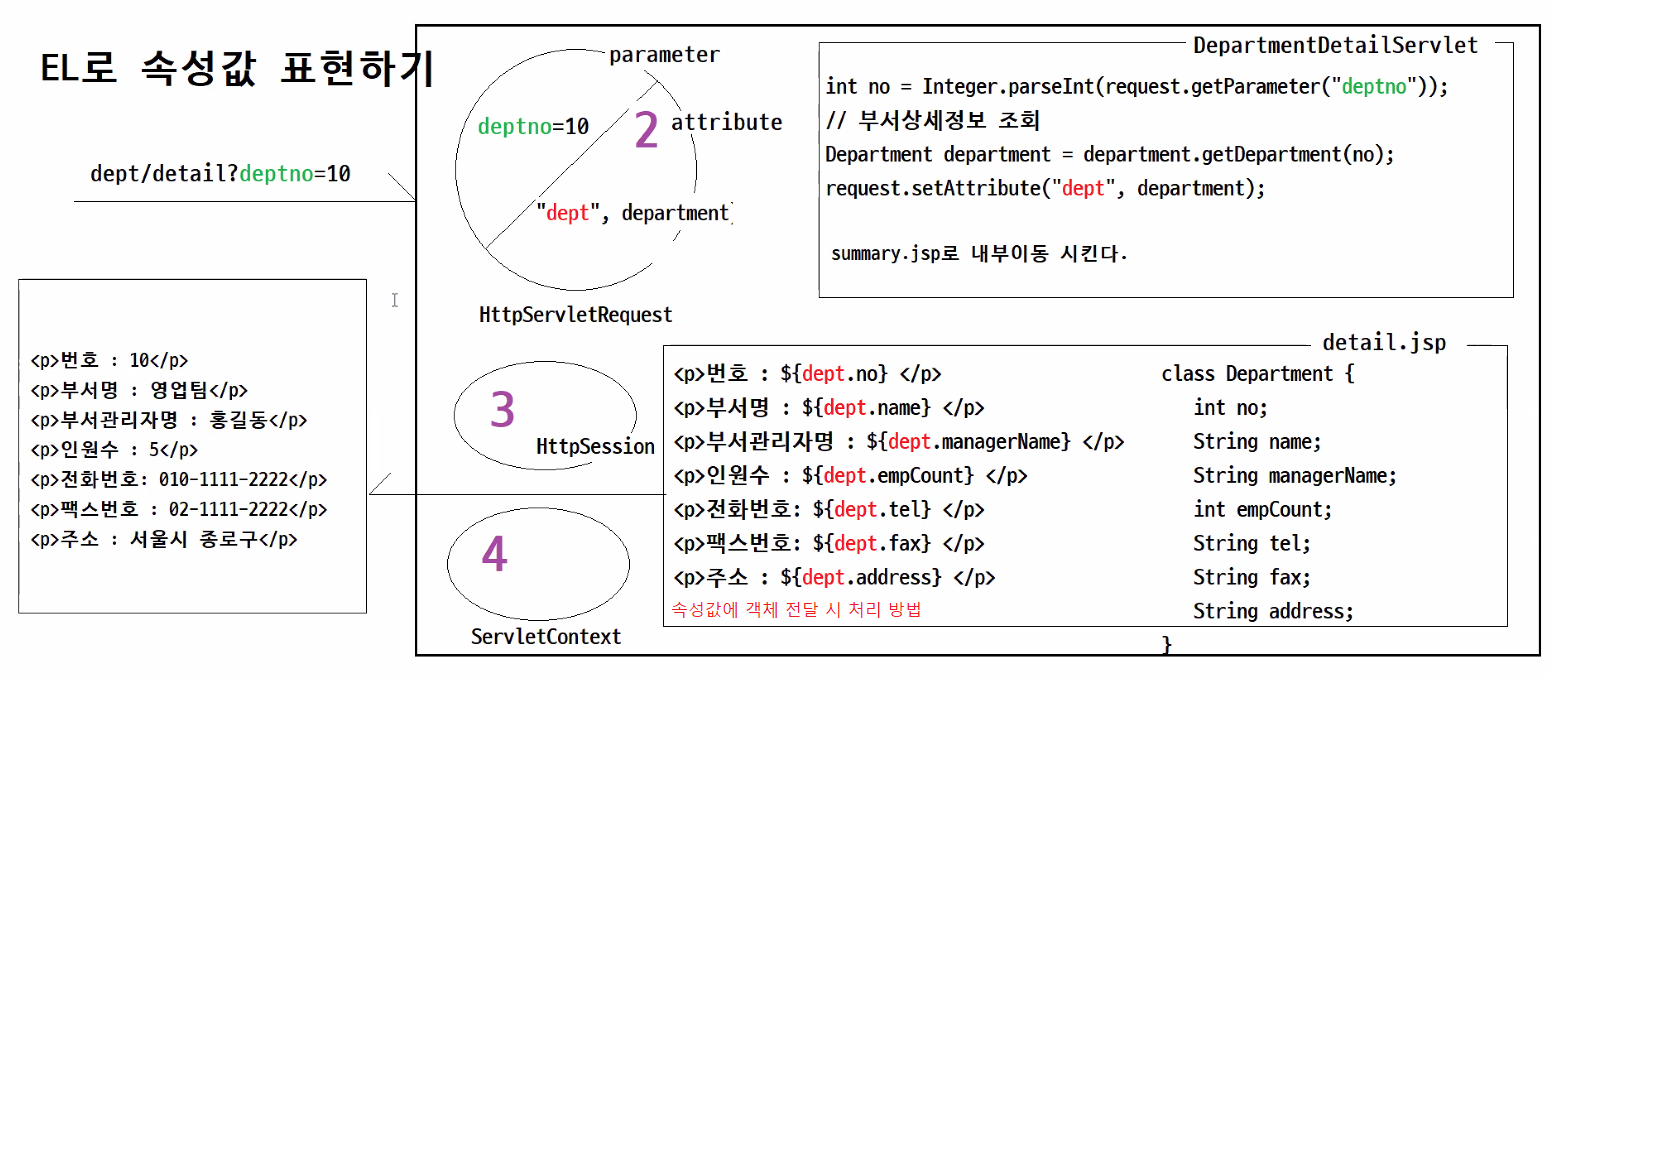 EL로 속성값 표현하기
dept/detail?deptno=10
parameter
deptno=10
2
attribute
"dept", department)
HttpServletRequest
3
HttpSession
4
ServletContext
DepartmentDetailServlet
int no = Integer.parseInt(request.getParameter("deptno"));
// 부서상세정보 조회
Department department = department.getDepartment(no);
request.setAttribute("dept", department);
summary.jsp로 내부이동 시킨다.
detail.jsp
<p>번호 : ${dept.no} </p>
<p>부서명 : ${dept.name} </p>
<p>부서관리자명 : ${dept.managerName} </p>
<p>인원수 : ${dept.empCount} </p>
<p>전화번호: ${dept.tel} </p>
<p>팩스번호: ${dept.fax} </p>
<p>주소 : ${dept.address} </p>
속성값에 객체 전달 시 처리 방법
class Department {
int no;
String name;
String managerName;
int empCount;
String tel;
String fax;
String address;
}
<p>번호 : 10</p>
<p>부서명 : 영업팀</p>
<p>부서관리자명 : 홍길동</p>
<p>인원수 : 5</p>
<p>전화번호: 010-1111-2222</p>
<p>팩스번호 : 02-1111-2222</p>
<p>주소 : 서울시 종로구</p>